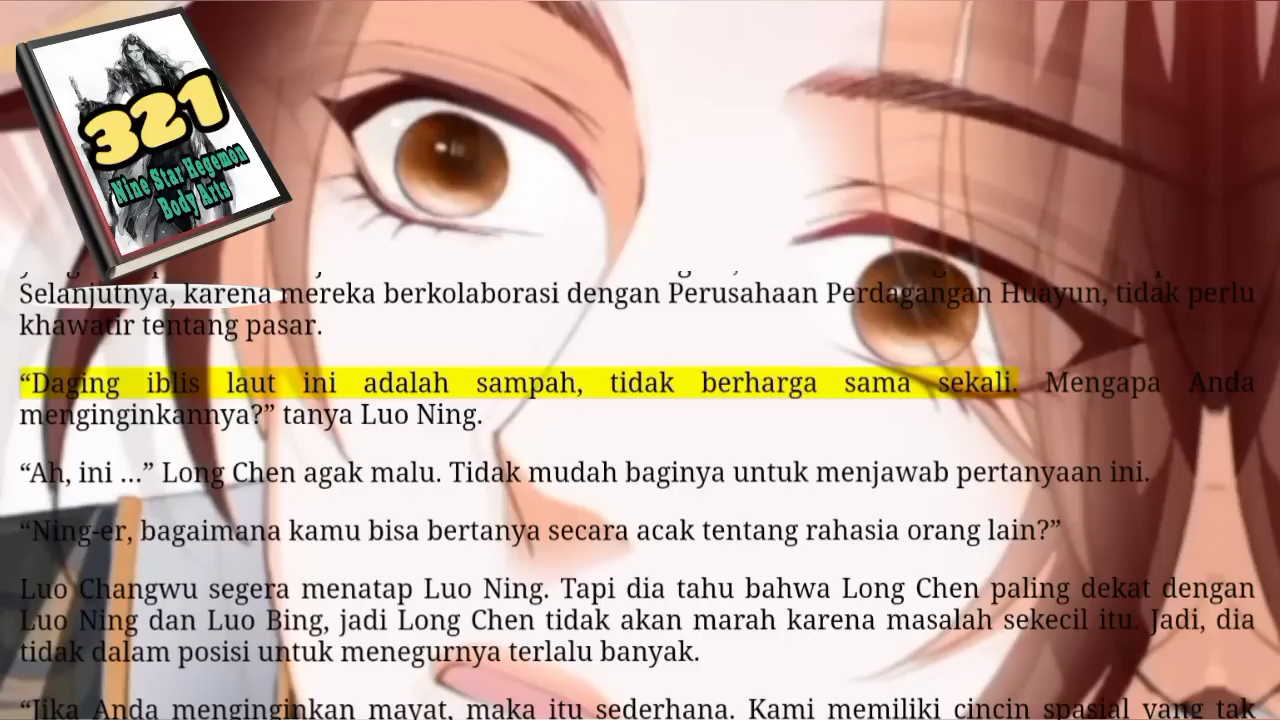 321
Nine Star Hegemon
Body Arts
Selanjutnya, karena mereka berkolaborasi dengan Perusahaan Perdagangan Huayun, tidak perlu
khawatir tentang pasar.
“Daging iblis laut ini adalah sampah, tidak berharga sama sekali. Mengapa Anda
menginginkannya?” tanya Luo Ning.
“Ah, ini ...” Long Chen agak malu. Tidak mudah baginya untuk menjawab pertanyaan ini.
“Ning-er, bagaimana kamu bisa bertanya secara acak tentang rahasia orang lain?”
Luo Changwu segera menatap Luo Ning. Tapi dia tahu bahwa Long Chen paling dekat dengan
Luo Ning dan Luo Bing, jadi Long Chen tidak akan marah karena masalah sekecil itu. Jadi, dia
tidak dalam posisi untuk menegurnya terlalu banyak.
“Jika Anda menginginkan mayat, maka itu sederhana. Kami memiliki cincin spasial yang tak